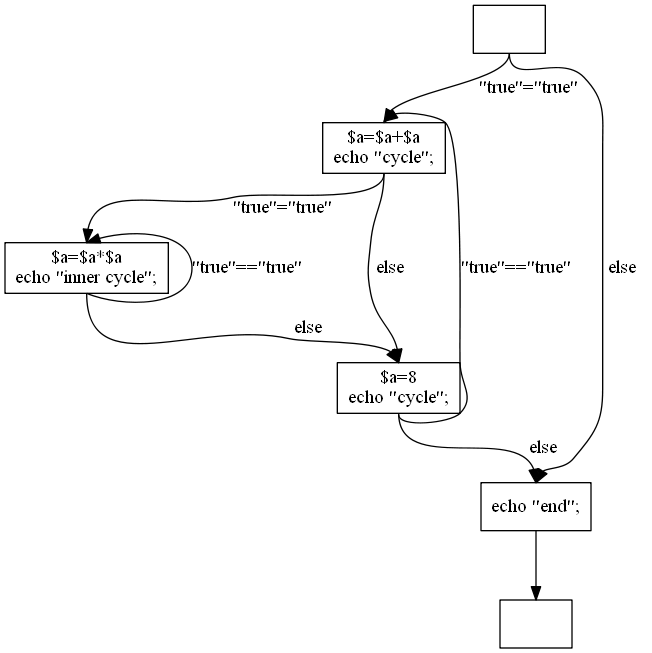 "true"="true"
$a=$a+$a
echo "cycle";
"true"="true"
$a=$a*$a
echo "inner cycle";
"true"=="true"
else
"true"=="true"
else
else
$a=8
echo "cycle";
else
echo "end";